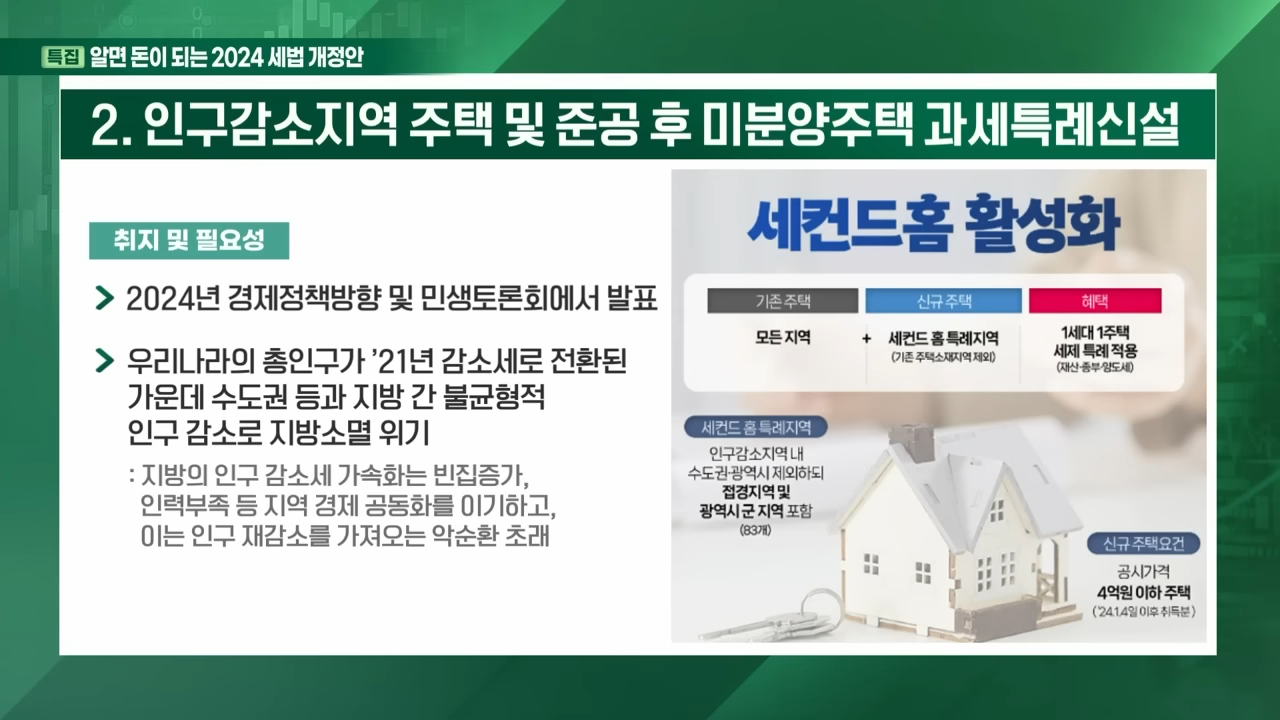 특집 알면 돈이 되는 2024 세법 개정안
2. 인구감소지역 주택 및 준공 후 미분양주택 과세특례신설
취지 및 필요성
2024년 경제정책방향 및 민생토론회에서 발표
우리나라의 총인구가 ’21년 감소세로 전환된
가운데 수도권 등과 지방 간 불균형적
인구 감소로 지방소멸 위기
: 지방의 인구 감소세 가속화는 빈집증가,
인력부족 등 지역 경제 공동화를 이기하고,
이는 인구 재감소를 가져오는 악순환 초래
세컨드홈 활성화
기존 주택 신규 주택 혜택
모든 지역 + 세컨드 홈 특례지역 1세대 1주택
(기존 주택소재지역 제외) 세제 특례 적용
(재산·종부·양도세)
세컨드 홈 특례지역
인구감소지역 내
수도권·광역시 제외하되
접경지역 및
광역시 군 지역 포함
(83개)
신규 주택요건
공시가격
4억원 이하 주택
('24.1.4일 이후 취득분)